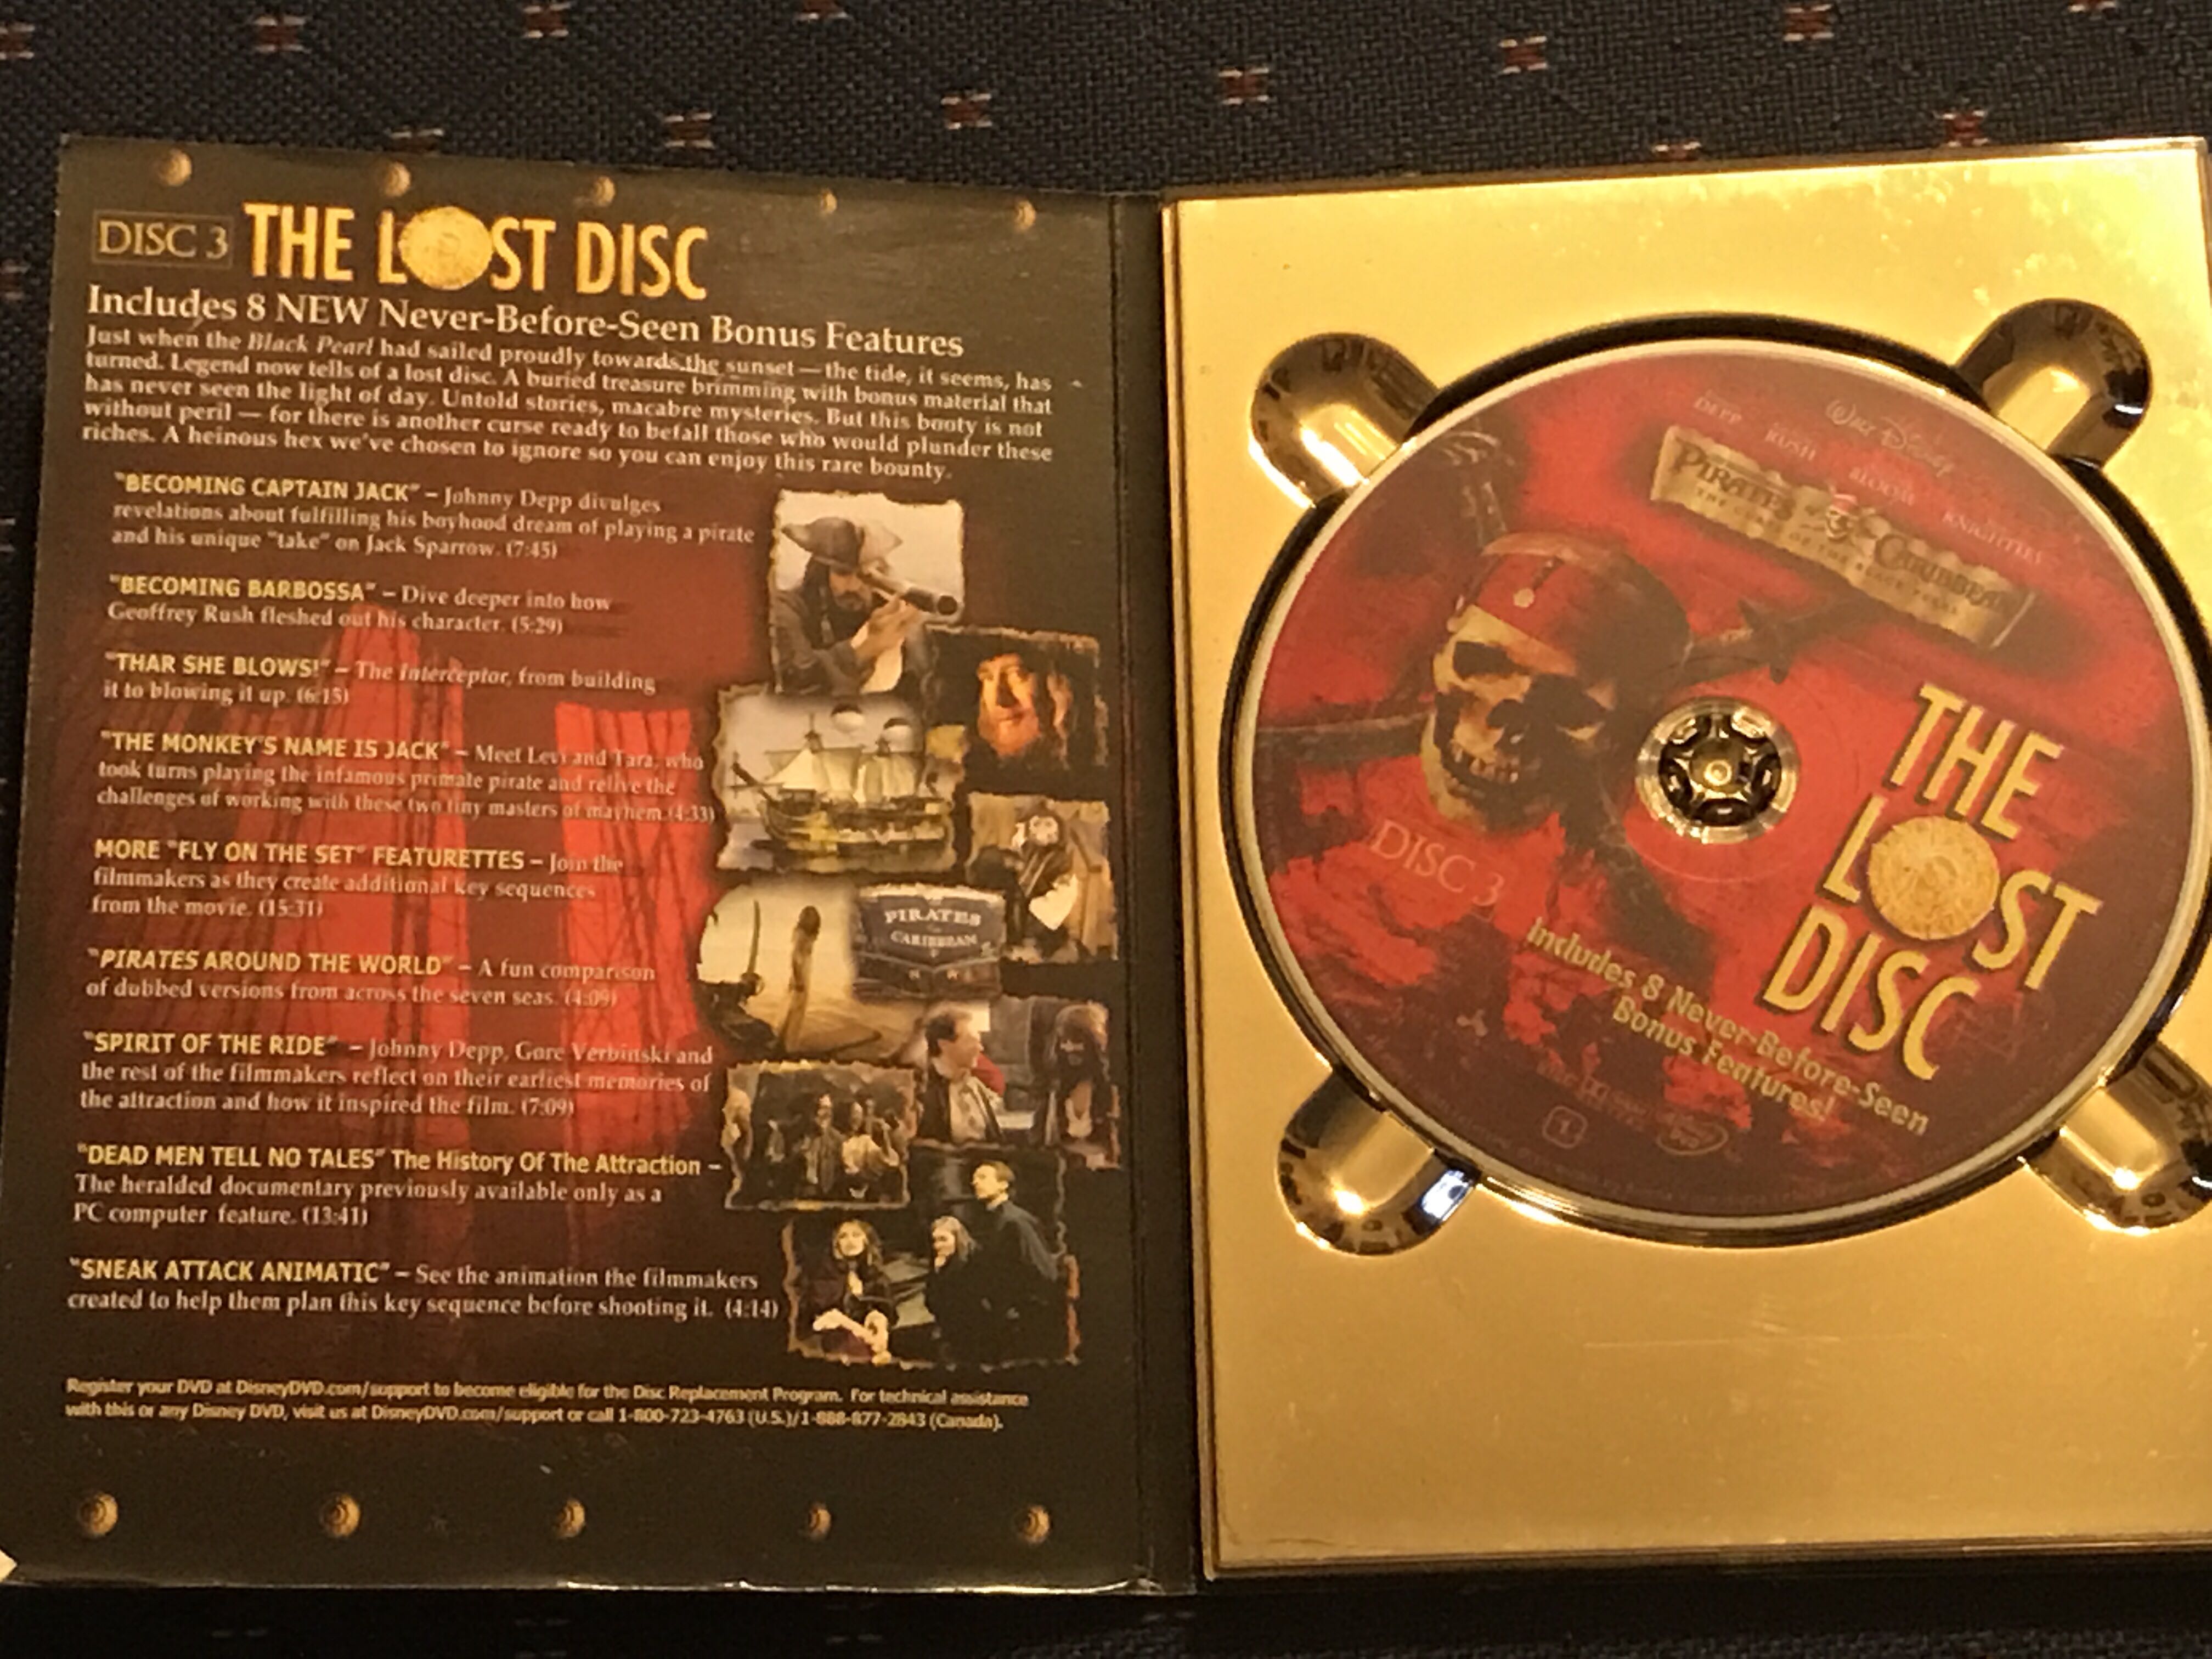 DISC 3 THE LOST DISC
Includes 8 NEW Never-Before-Seen Bonus Features
Just when the Black Pearl had sailed proudly towards the sunset — the tide, it seems, has
turned. Legend now tells of a lost disc. A buried treasure brimming with bonus material that
has never seen the light of day. Untold stories, macabre mysteries. But this booty is not
without peril — for there is another curse ready to befall those who would plunder these
riches. A heinous hex we've chosen to ignore so you can enjoy this rare bounty.
"BECOMING CAPTAIN JACK" – Johnny Depp divulges
revelations about fulfilling his boyhood dream of playing a pirate
and his unique "take" on Jack Sparrow. (7:45)
"BECOMING BARBOSSA" – Dive deeper into how
Geoffrey Rush fleshed out his character. (5:29)
"THAR SHE BLOWS!" – The Interceptor, from building
it to blowing it up. (6:15)
"THE MONKEY'S NAME IS JACK" – Meet Levi and Tara, who
took turns playing the infamous primate pirate and relive the
challenges of working with these two tiny masters of mayhem. (4:33)
MORE "FLY ON THE SET" FEATURETTES – Join the
filmmakers as they create additional key sequences
from the movie. (15:31)
"PIRATES AROUND THE WORLD" – A fun comparison
of dubbed versions from across the seven seas. (4:09)
"SPIRIT OF THE RIDE" – Johnny Depp, Gore Verbinski and
the rest of the filmmakers reflect on their earliest memories of
the attraction and how it inspired the film. (7:09)
"DEAD MEN TELL NO TALES" The History Of The Attraction –
The heralded documentary previously available only as a
PC computer feature. (13:41)
"SNEAK ATTACK ANIMATIC" – See the animation the filmmakers
created to help them plan this key sequence before shooting it. (4:14)
PIRATES
CARIBBEAN
Register your DVD at DisneyDVD.com/support to become eligible for the Disc Replacement Program. For technical assistance
with this or any Disney DVD, visit us at DisneyDVD.com/support or call 1-800-723-4763 (U.S.)/1-888-877-2843 (Canada).
WALT DISNEY
DEPP RUSH BLOOM KNIGHTLEY
PIRATES OF THE CARIBBEAN
THE CURSE OF THE BLACK PEARL
THE
LOST
DISC
DISC 3
Includes 8 Never-Before-Seen
Bonus Features!
1
DVD